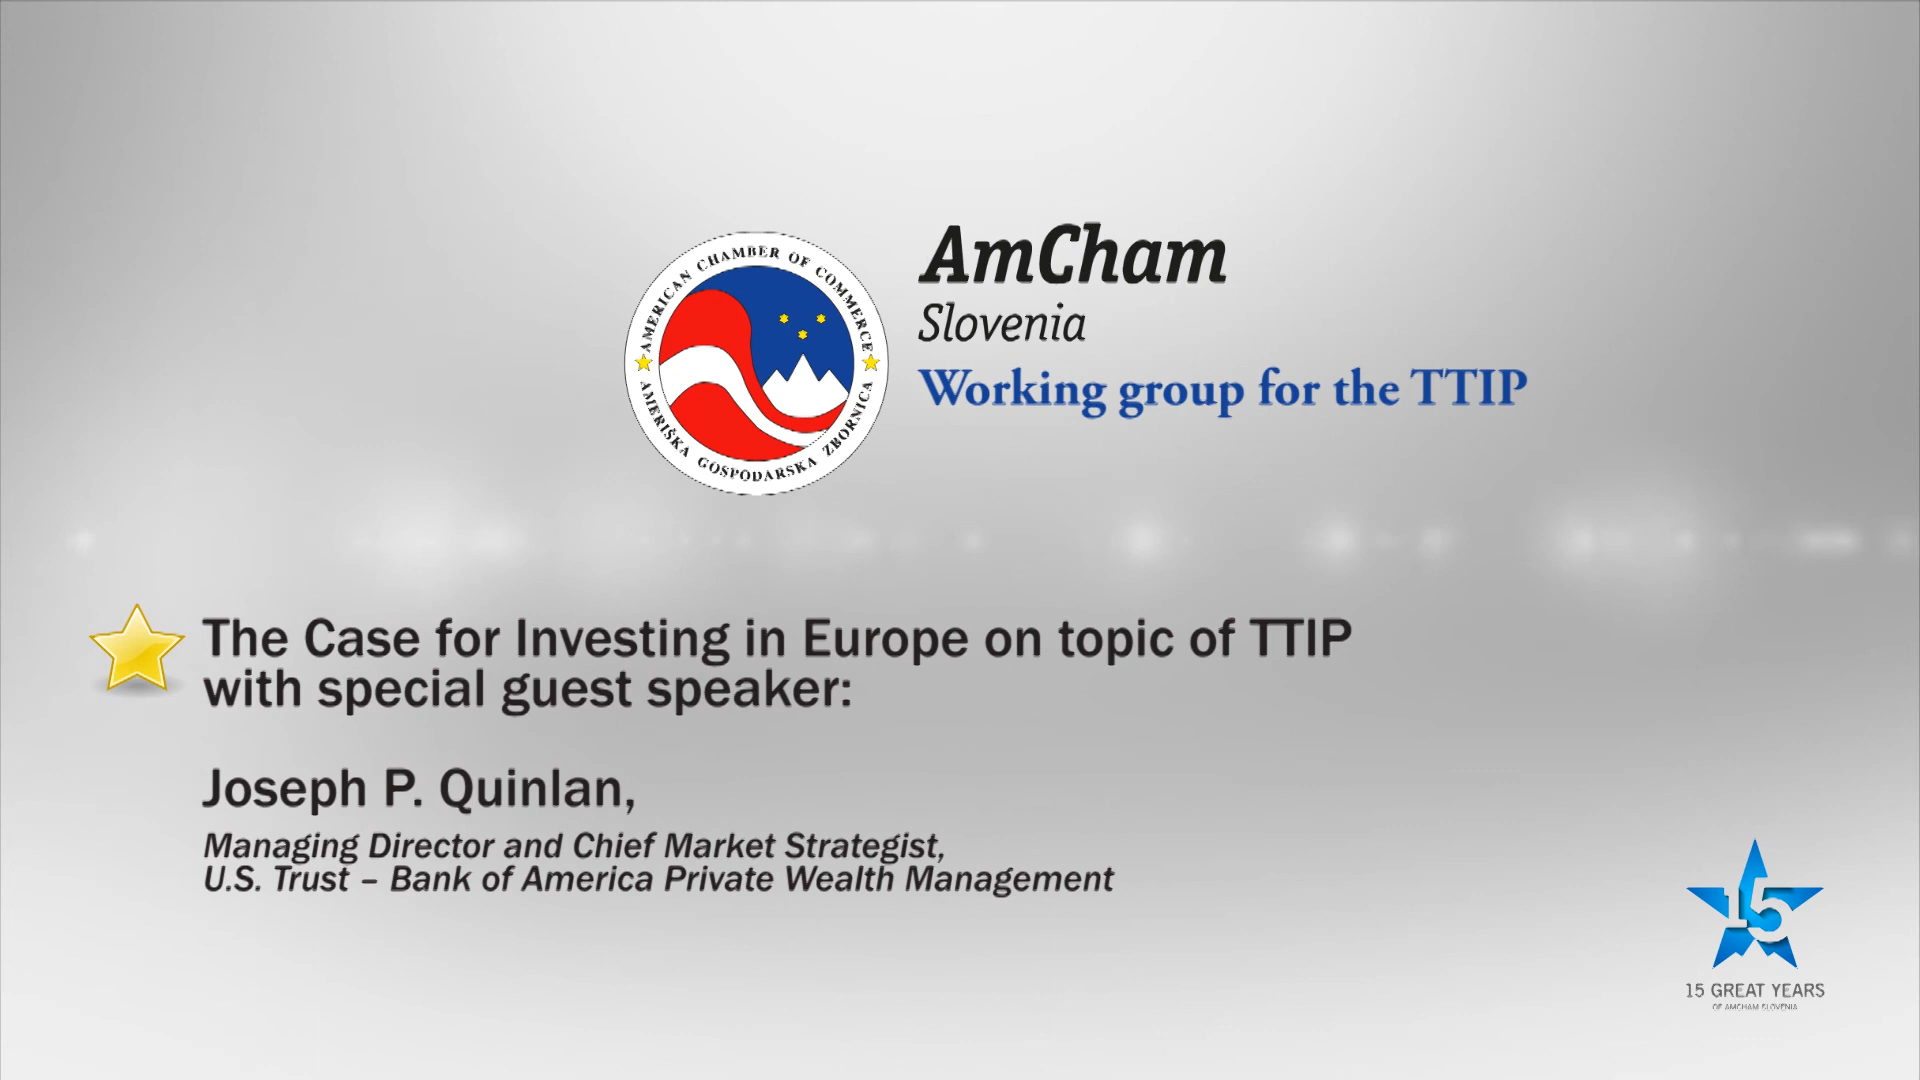 AMERICAN CHAMBER OF COMMERCE
AMERIŠKA GOSPODARSKA ZBORNICA
AmCham
Slovenia
Working group for the TTIP
The Case for Investing in Europe on topic of TTIP
with special guest speaker:
Joseph P. Quinlan,
Managing Director and Chief Market Strategist,
U.S. Trust – Bank of America Private Wealth Management
15
15 GREAT YEARS
OF AMCHAM SLOVENIA